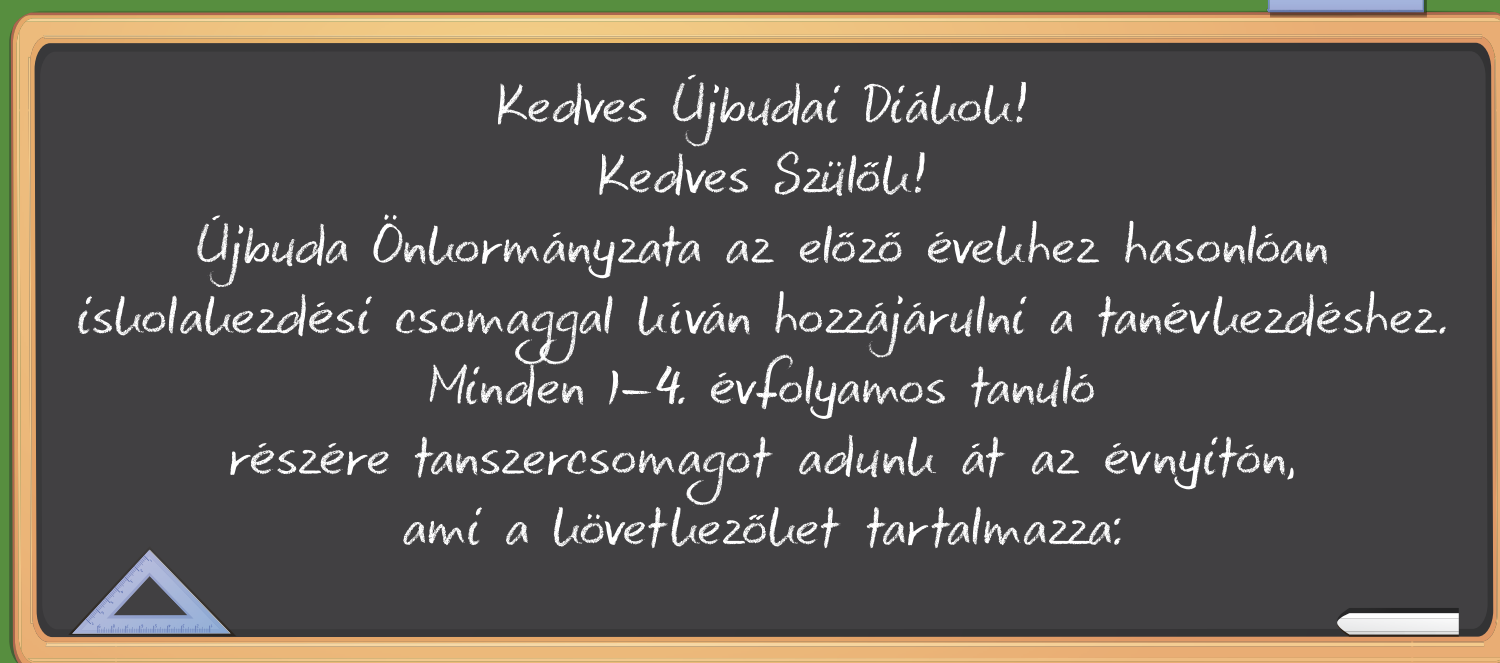 Kedves Újbudai Diákok!
Kedves Szülők!
Újbuda Önkormányzata az előző évekhez hasonlóan
iskolakezdési csomaggal kíván hozzájárulni a tanévkezdéshez.
Minden 1–4. évfolyamos tanuló
részére tanszercsomagot adunk át az évnyitón,
ami a következőket tartalmazza: